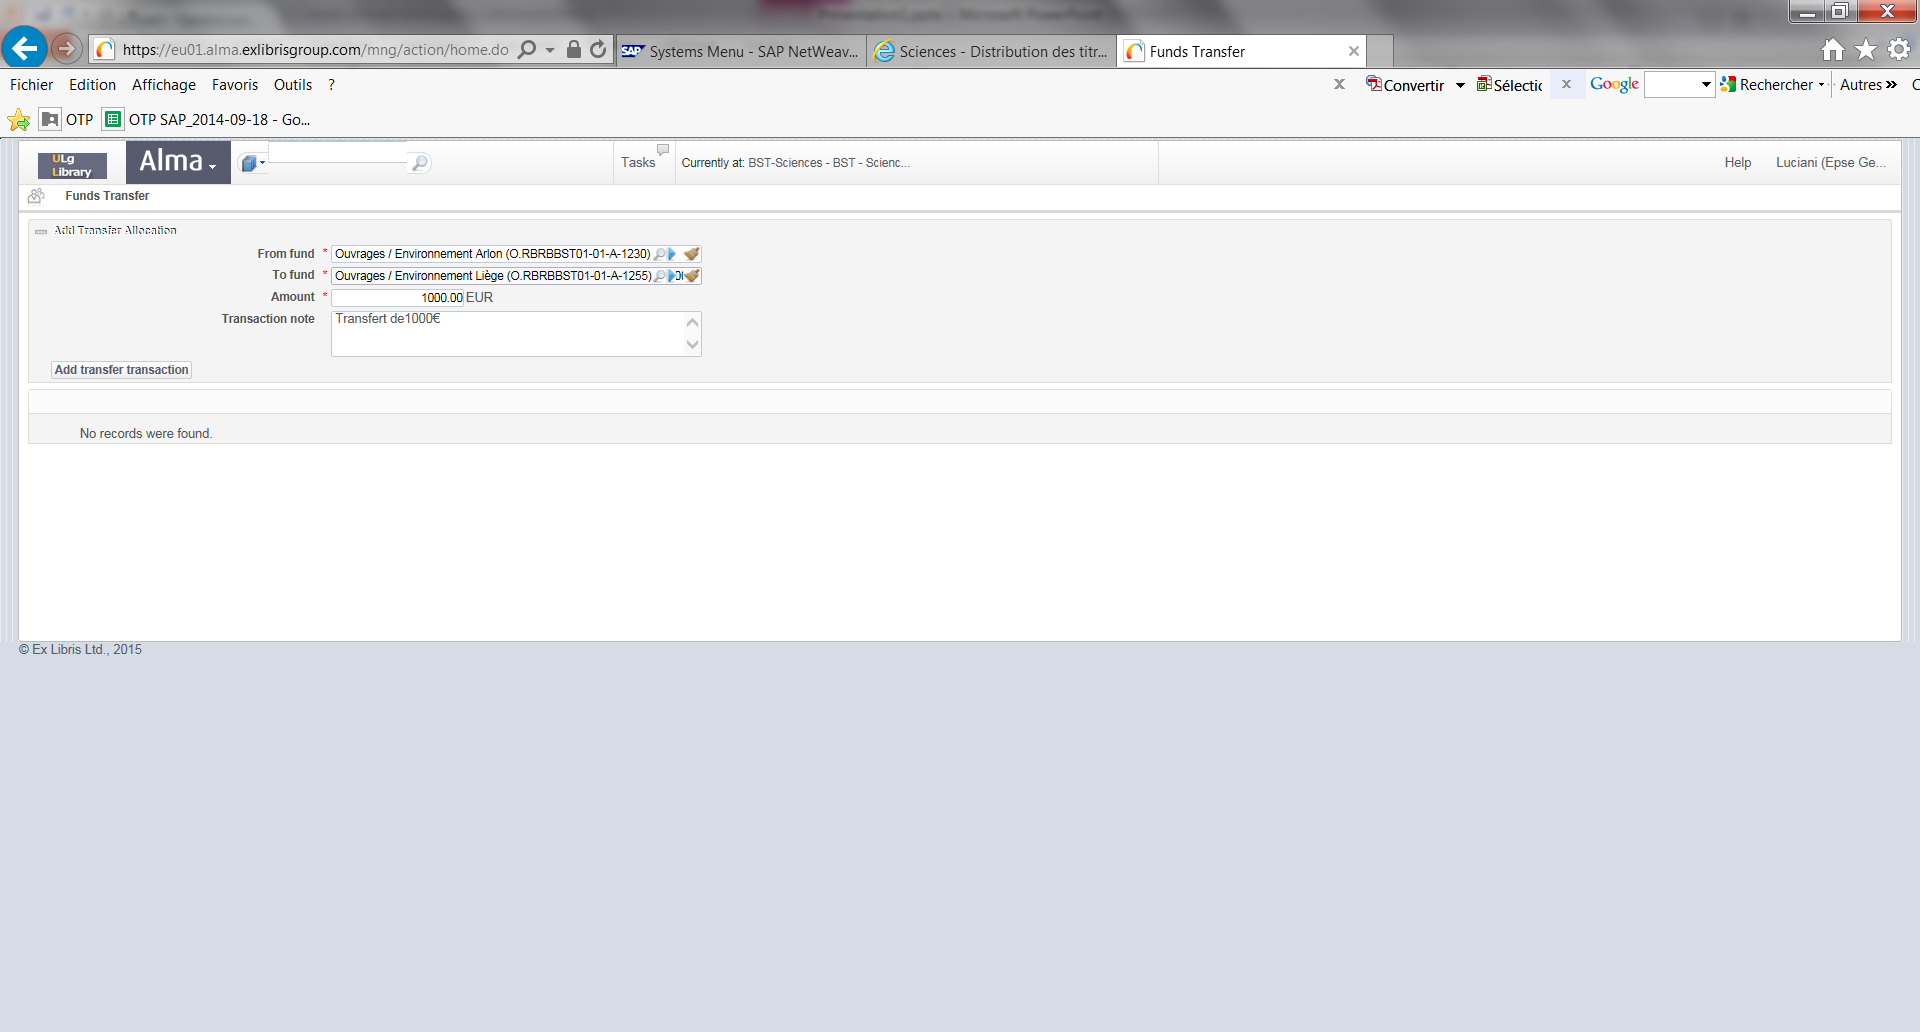 https://eu01.alma.exlibrisgroup.com/mng/action/home.do
SAP Systems Menu - SAP NetWeav...
Sciences - Distribution des titr...
Funds Transfer
Fichier Edition Affichage Favoris Outils ?
x Convertir Sélectic x Google Rechercher Autres »
OTP OTP SAP_2014-09-18 - Go...
ULg Library
Alma
Tasks
Currently at: BST-Sciences - BST - Scienc...
Help
Luciani (Epse Ge...
Funds Transfer
Add Transfer Allocation
From fund * Ouvrages / Environnement Arlon (O.RBRBBST01-01-A-1230)
To fund * Ouvrages / Environnement Liège (O.RBRBBST01-01-A-1255)
Amount * 1000.00 EUR
Transaction note Transfert de1000€
Add transfer transaction
No records were found.
© Ex Libris Ltd., 2015